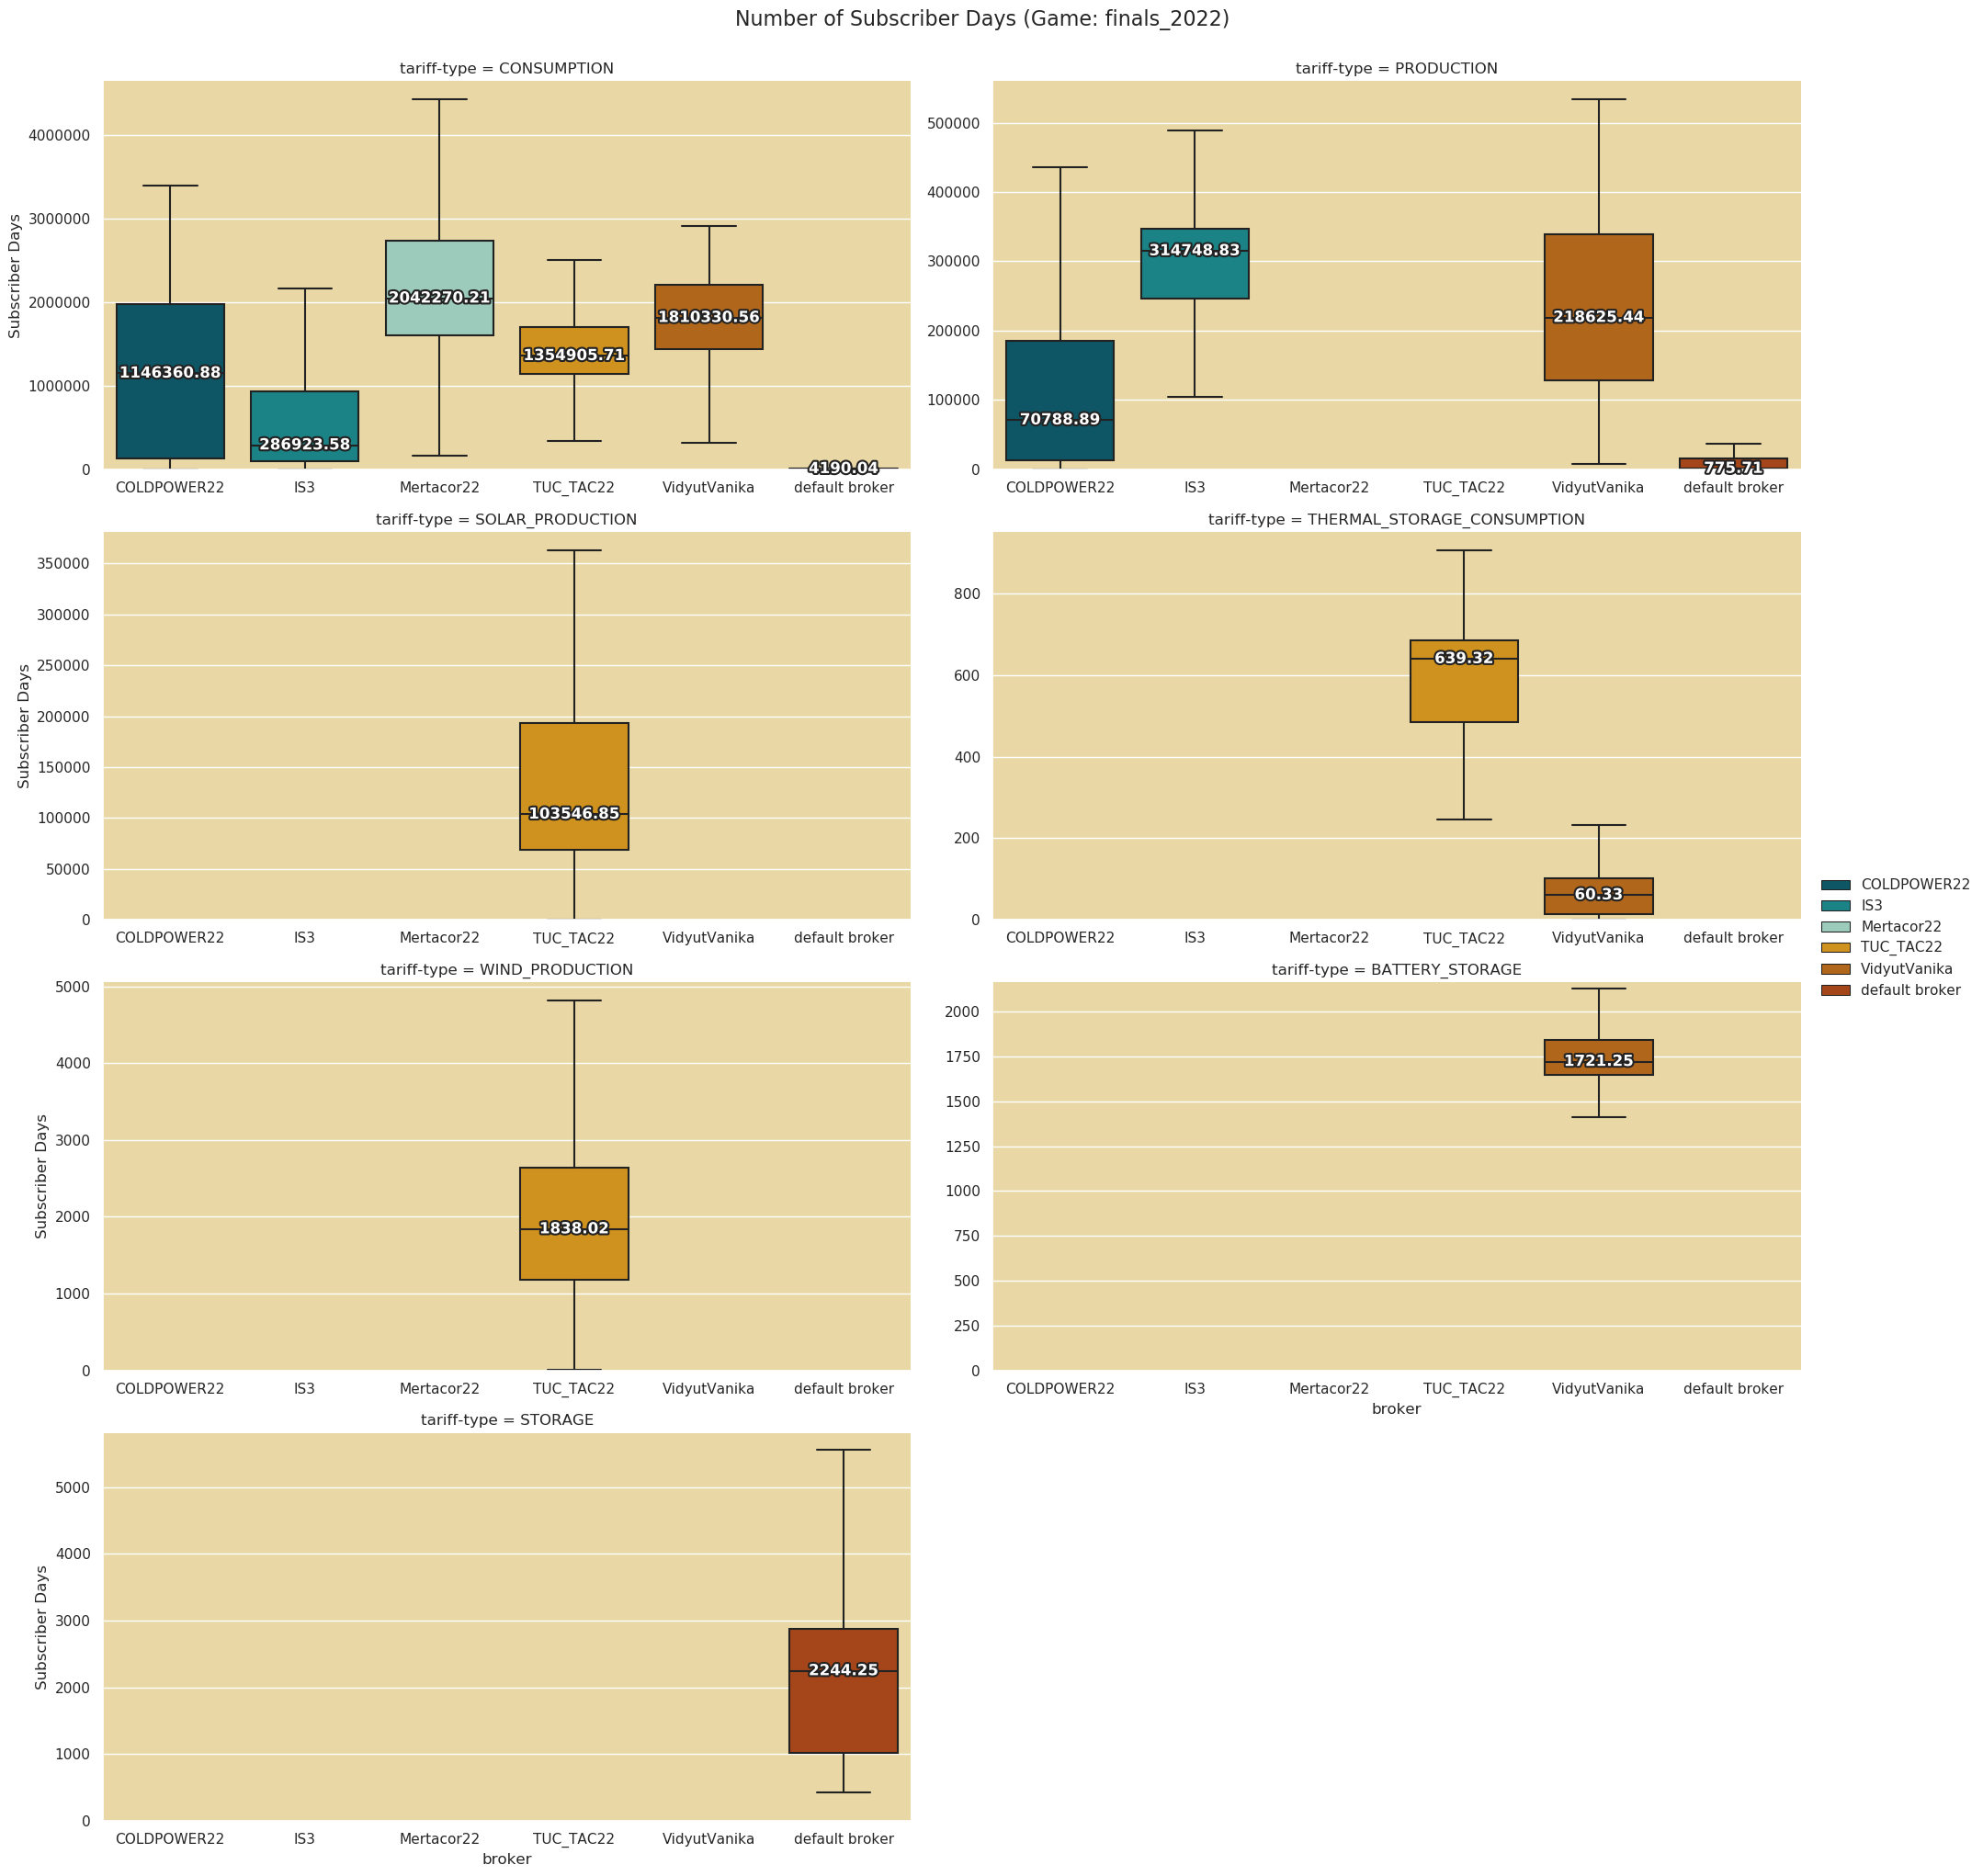 Number of Subscriber Days (Game: finals_2022)
tariff-type = CONSUMPTION
Subscriber Days
4000000
3000000
2000000
1000000
0
1146360.88
286923.58
2042270.21
1354905.71
1810330.56
4190.04
COLDPOWER22 IS3 Mertacor22 TUC_TAC22 VidyutVanika default broker
tariff-type = PRODUCTION
500000
400000
300000
200000
100000
0
70788.89
314748.83
218625.44
775.71
COLDPOWER22 IS3 Mertacor22 TUC_TAC22 VidyutVanika default broker
tariff-type = SOLAR_PRODUCTION
Subscriber Days
350000
300000
250000
200000
150000
100000
50000
0
103546.85
COLDPOWER22 IS3 Mertacor22 TUC_TAC22 VidyutVanika default broker
tariff-type = THERMAL_STORAGE_CONSUMPTION
800
600
400
200
0
639.32
60.33
COLDPOWER22 IS3 Mertacor22 TUC_TAC22 VidyutVanika default broker
COLDPOWER22
IS3
Mertacor22
TUC_TAC22
VidyutVanika
default broker
tariff-type = WIND_PRODUCTION
Subscriber Days
5000
4000
3000
2000
1000
0
1838.02
COLDPOWER22 IS3 Mertacor22 TUC_TAC22 VidyutVanika default broker
tariff-type = BATTERY_STORAGE
2000
1750
1500
1250
1000
750
500
250
0
1721.25
COLDPOWER22 IS3 Mertacor22 TUC_TAC22 VidyutVanika default broker
broker
tariff-type = STORAGE
Subscriber Days
5000
4000
3000
2000
1000
0
2244.25
COLDPOWER22 IS3 Mertacor22 TUC_TAC22 VidyutVanika default broker
broker